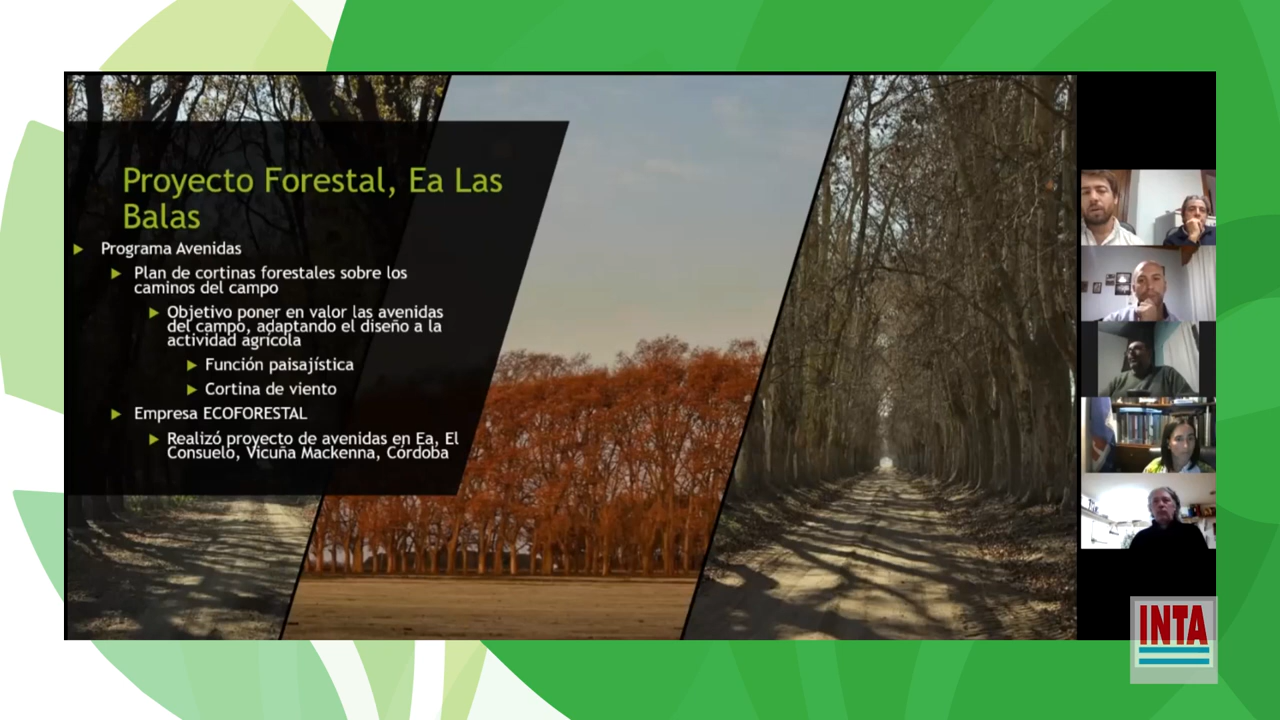 Proyecto Forestal, Ea Las
Balas
Programa Avenidas
Plan de cortinas forestales sobre los
caminos del campo
Objetivo poner en valor las avenidas
del campo, adaptando el diseño a la
actividad agrícola
Función paisajística
Cortina de viento
Empresa ECOFORESTAL
Realizó proyecto de avenidas en Ea, El
Consuelo, Vicuña Mackenna, Córdoba
INTA